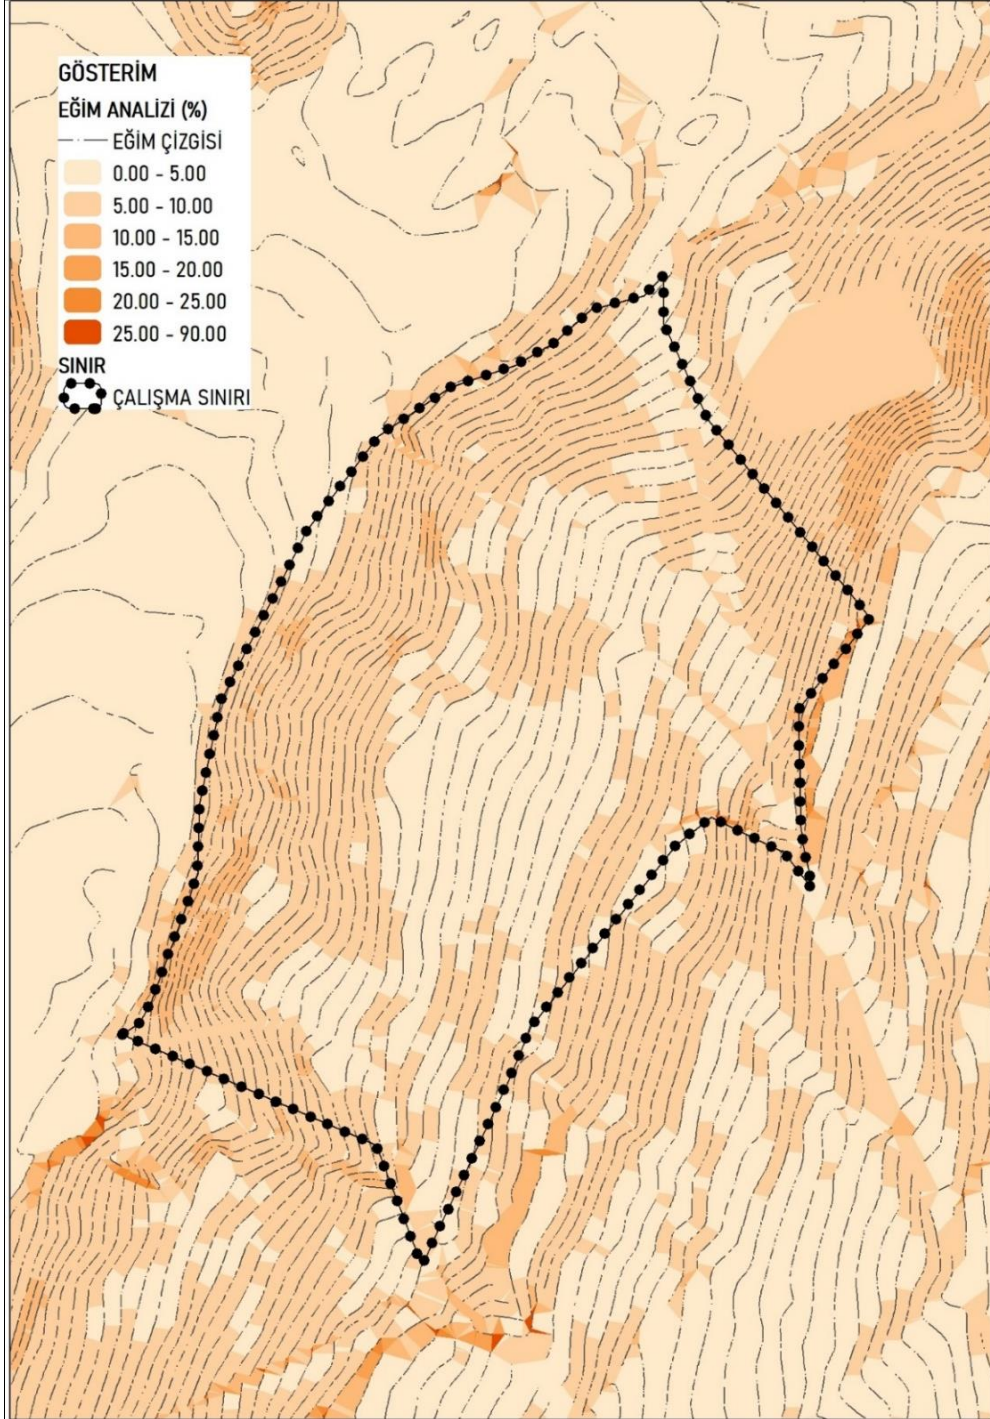 GÖSTERİM
EĞİM ANALİZİ (%)
EĞİM ÇİZGİSİ
0.00 - 5.00
5.00 - 10.00
10.00 - 15.00
15.00 - 20.00
20.00 - 25.00
25.00 - 90.00
SINIR
ÇALIŞMA SINIRI